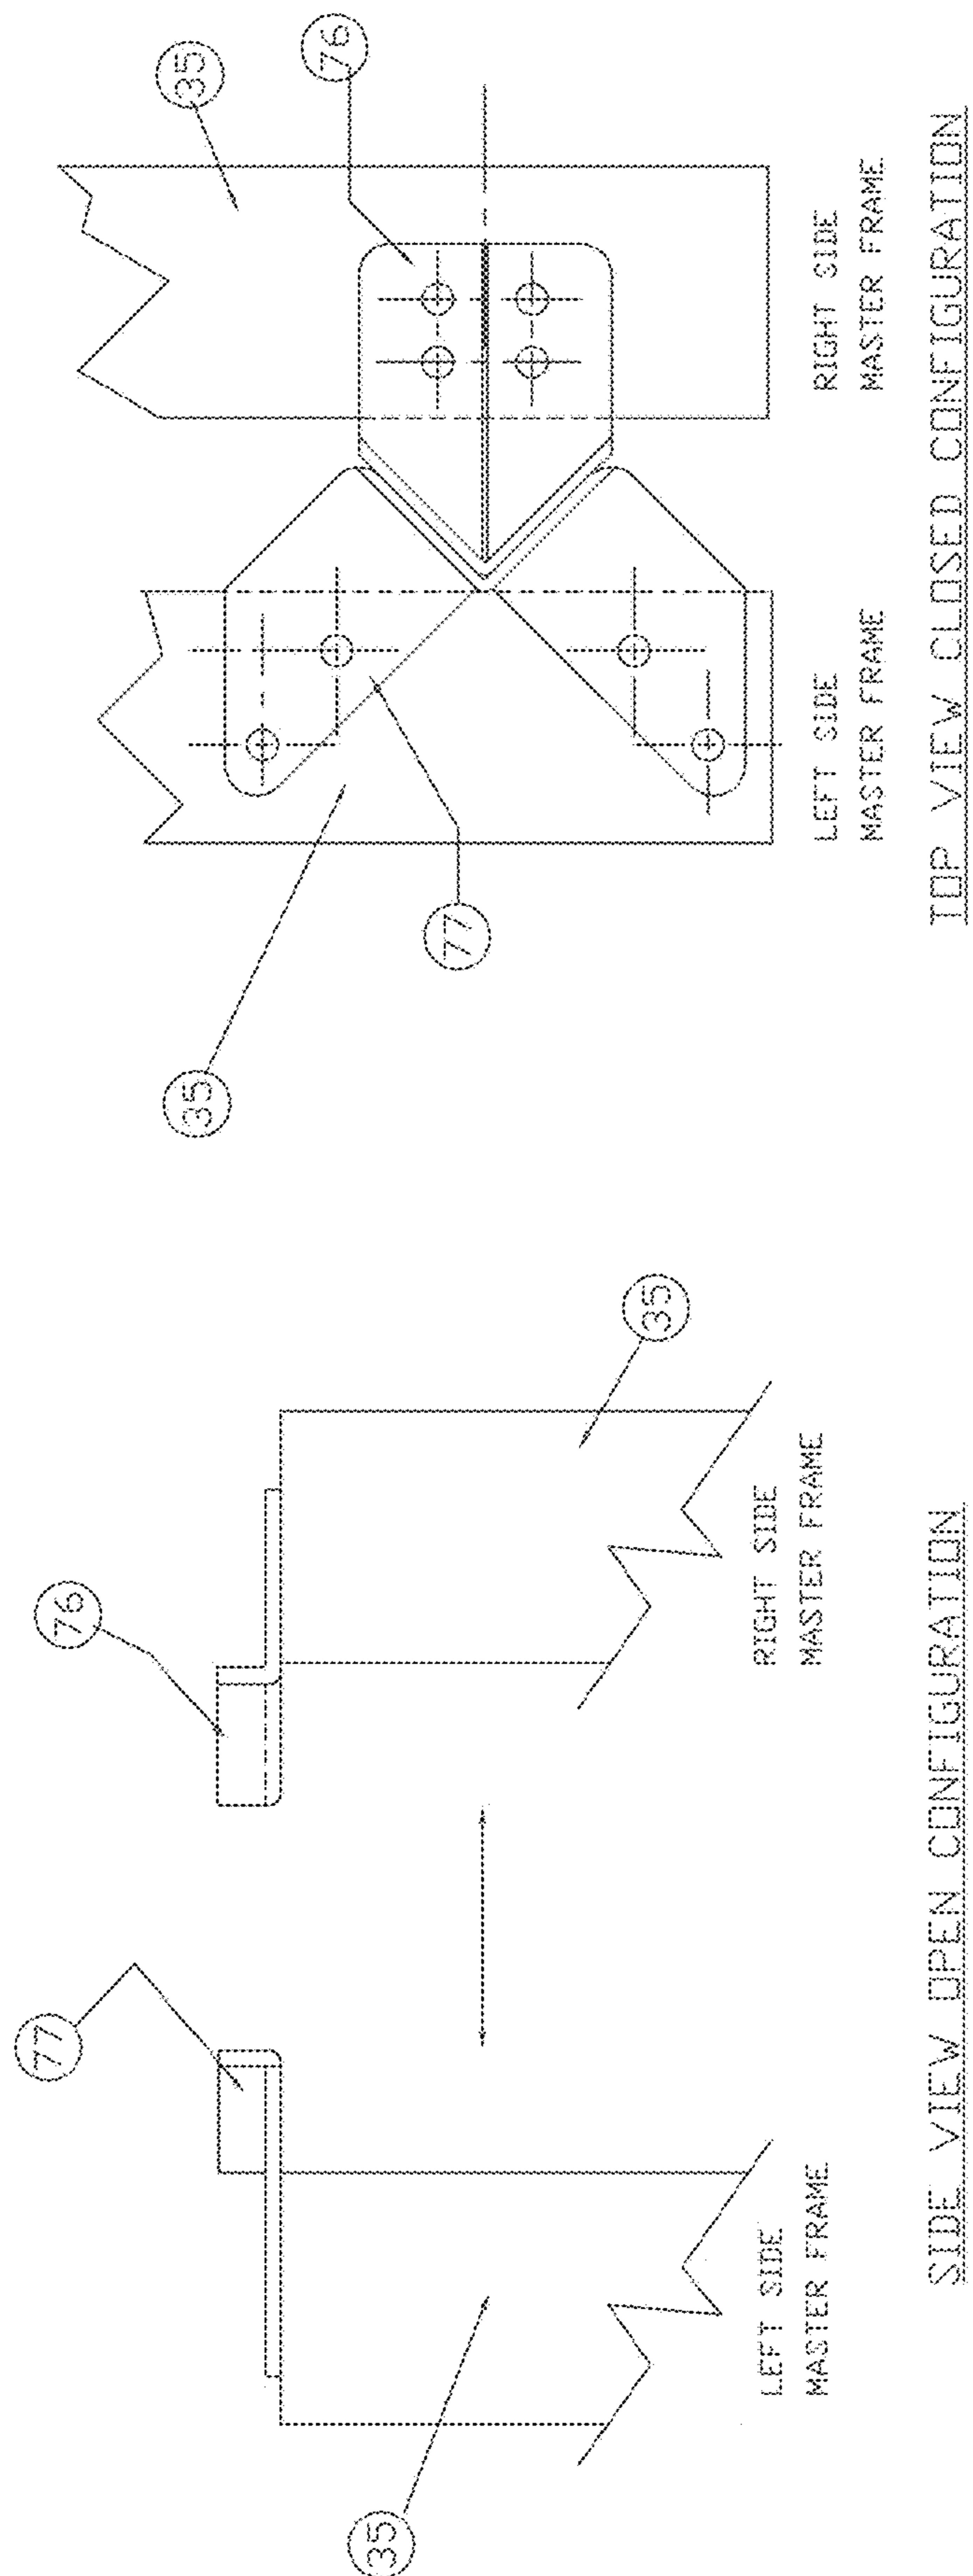 77
76
35
35
LEFT SIDE
MASTER FRAME
RIGHT SIDE
MASTER FRAME
SIDE VIEW OPEN CONFIGURATION
35
76
35
77
LEFT SIDE
MASTER FRAME
RIGHT SIDE
MASTER FRAME
TOP VIEW CLOSED CONFIGURATION